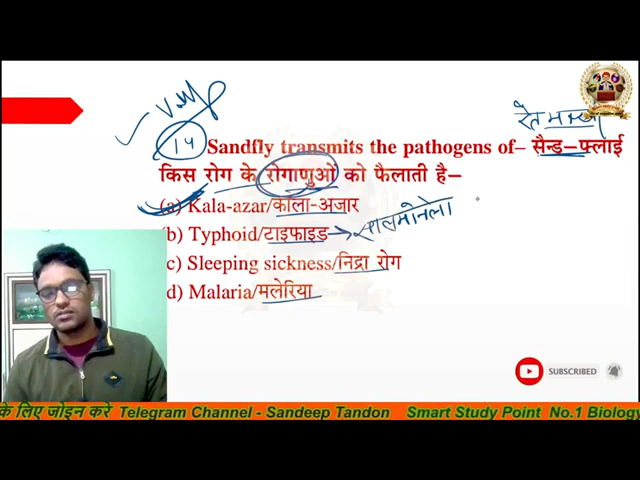 रेत मक्खी
V.V.I
14 Sandfly transmits the pathogens of– सैन्ड–फ्लाई
किस रोग के रोगाणुओं को फैलाती है–
(a) Kala-azar/काला-अजार
(b) Typhoid/टाइफाइड → सालमोनेला
c) Sleeping sickness/निद्रा रोग
d) Malaria/मलेरिया
SUBSCRIBED
के लिए जोइन करे Telegram Channel - Sandeep Tandon Smart Study Point No.1 Biology